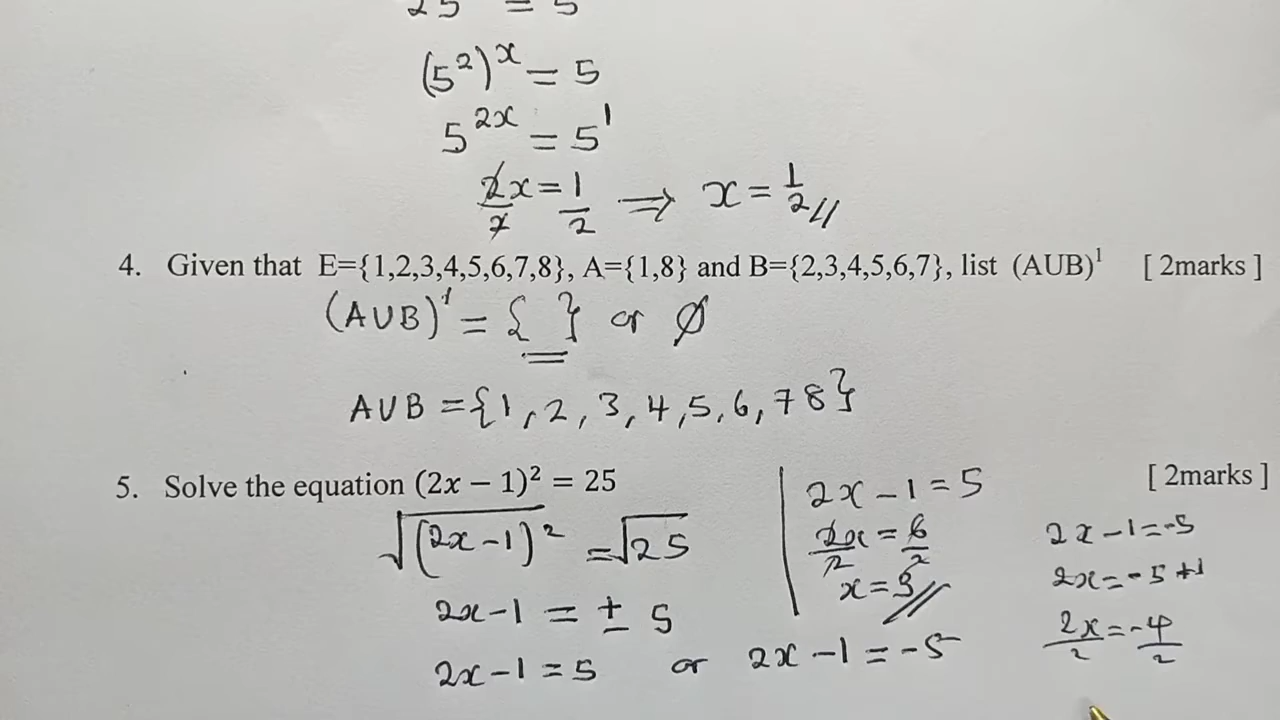 25 = 5
(5²)ˣ = 5
5²ˣ = 5¹
2x/2 = 1/2 ⟹ x = 1/2 //
4. Given that E={1,2,3,4,5,6,7,8}, A={1,8} and B={2,3,4,5,6,7}, list (AUB)¹ [ 2marks ]
(AUB)¹ = { } or ∅
AUB = {1, 2, 3, 4, 5, 6, 7 8}
5. Solve the equation (2x − 1)² = 25 [ 2marks ]
√(2x-1)² = √25
2x-1 = ± 5
2x-1 = 5 or 2x-1 = -5
2x-1 = 5
2x/2 = 6/2
x = 3 //
2x-1 = -5
2x = -5 +1
2x/2 = -4/2